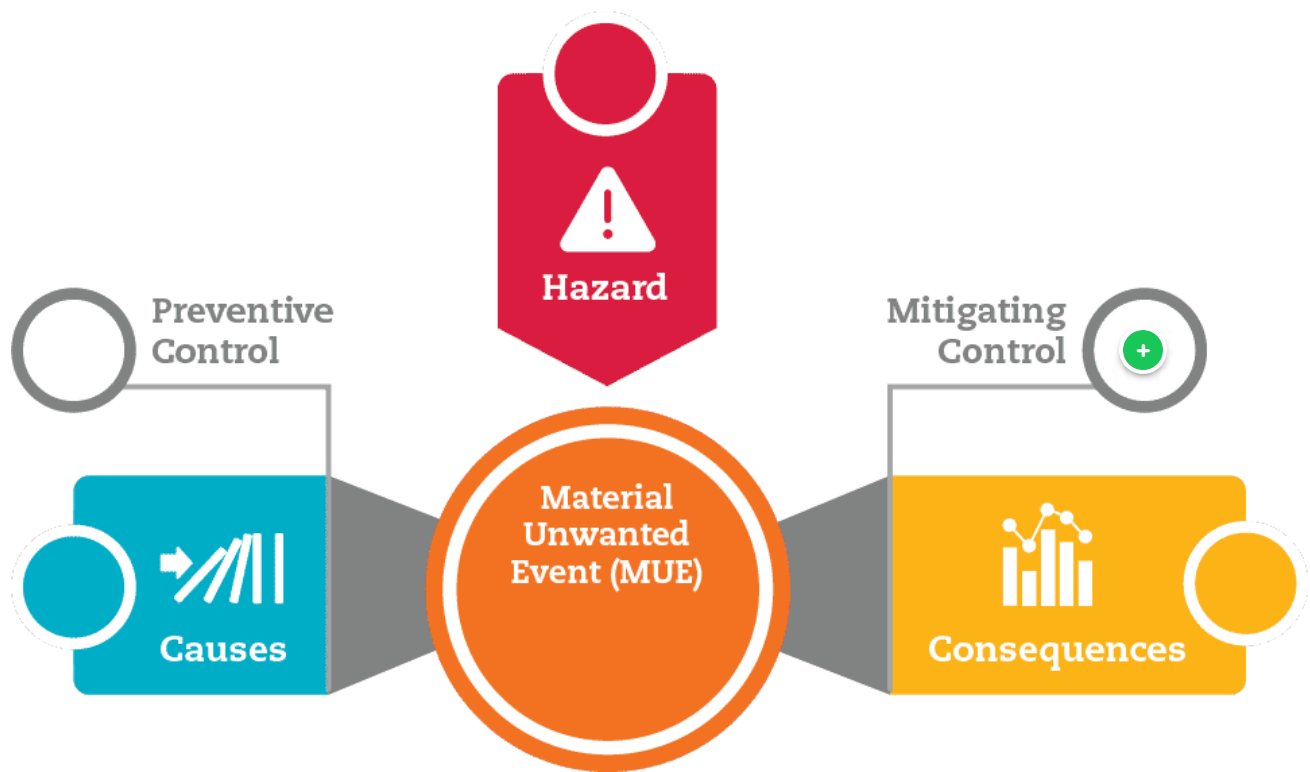 Hazard
Preventive
Control
Mitigating
Control
Material
Unwanted
Event (MUE)
Causes
Consequences